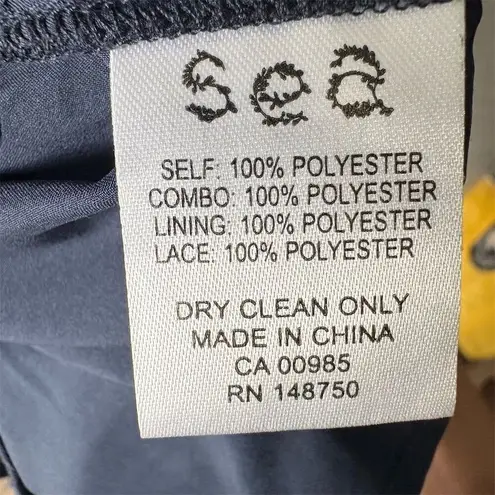 Sea
SELF: 100% POLYESTER
COMBO: 100% POLYESTER
LINING: 100% POLYESTER
LACE: 100% POLYESTER
DRY CLEAN ONLY
MADE IN CHINA
CA 00985
RN 148750